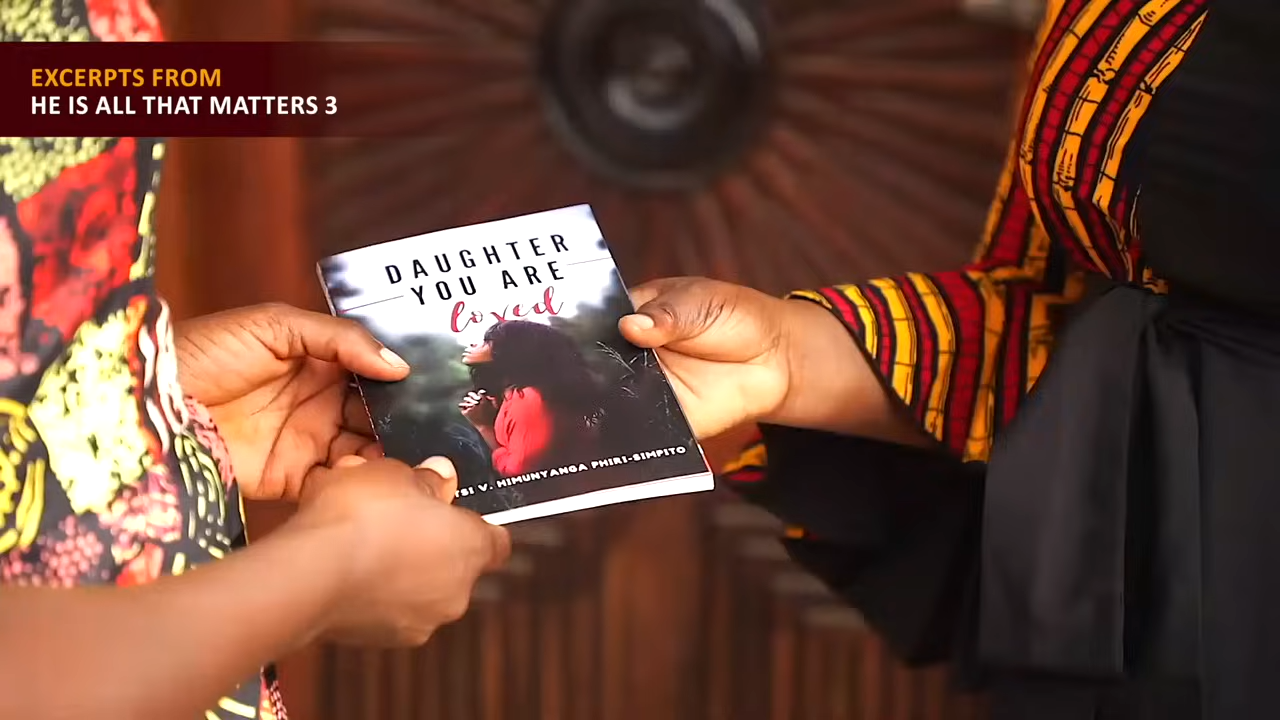 EXCERPTS FROM
HE IS ALL THAT MATTERS 3
DAUGHTER
YOU ARE
loved
V. HIMUNYANGA PHIRI-SIMPITO